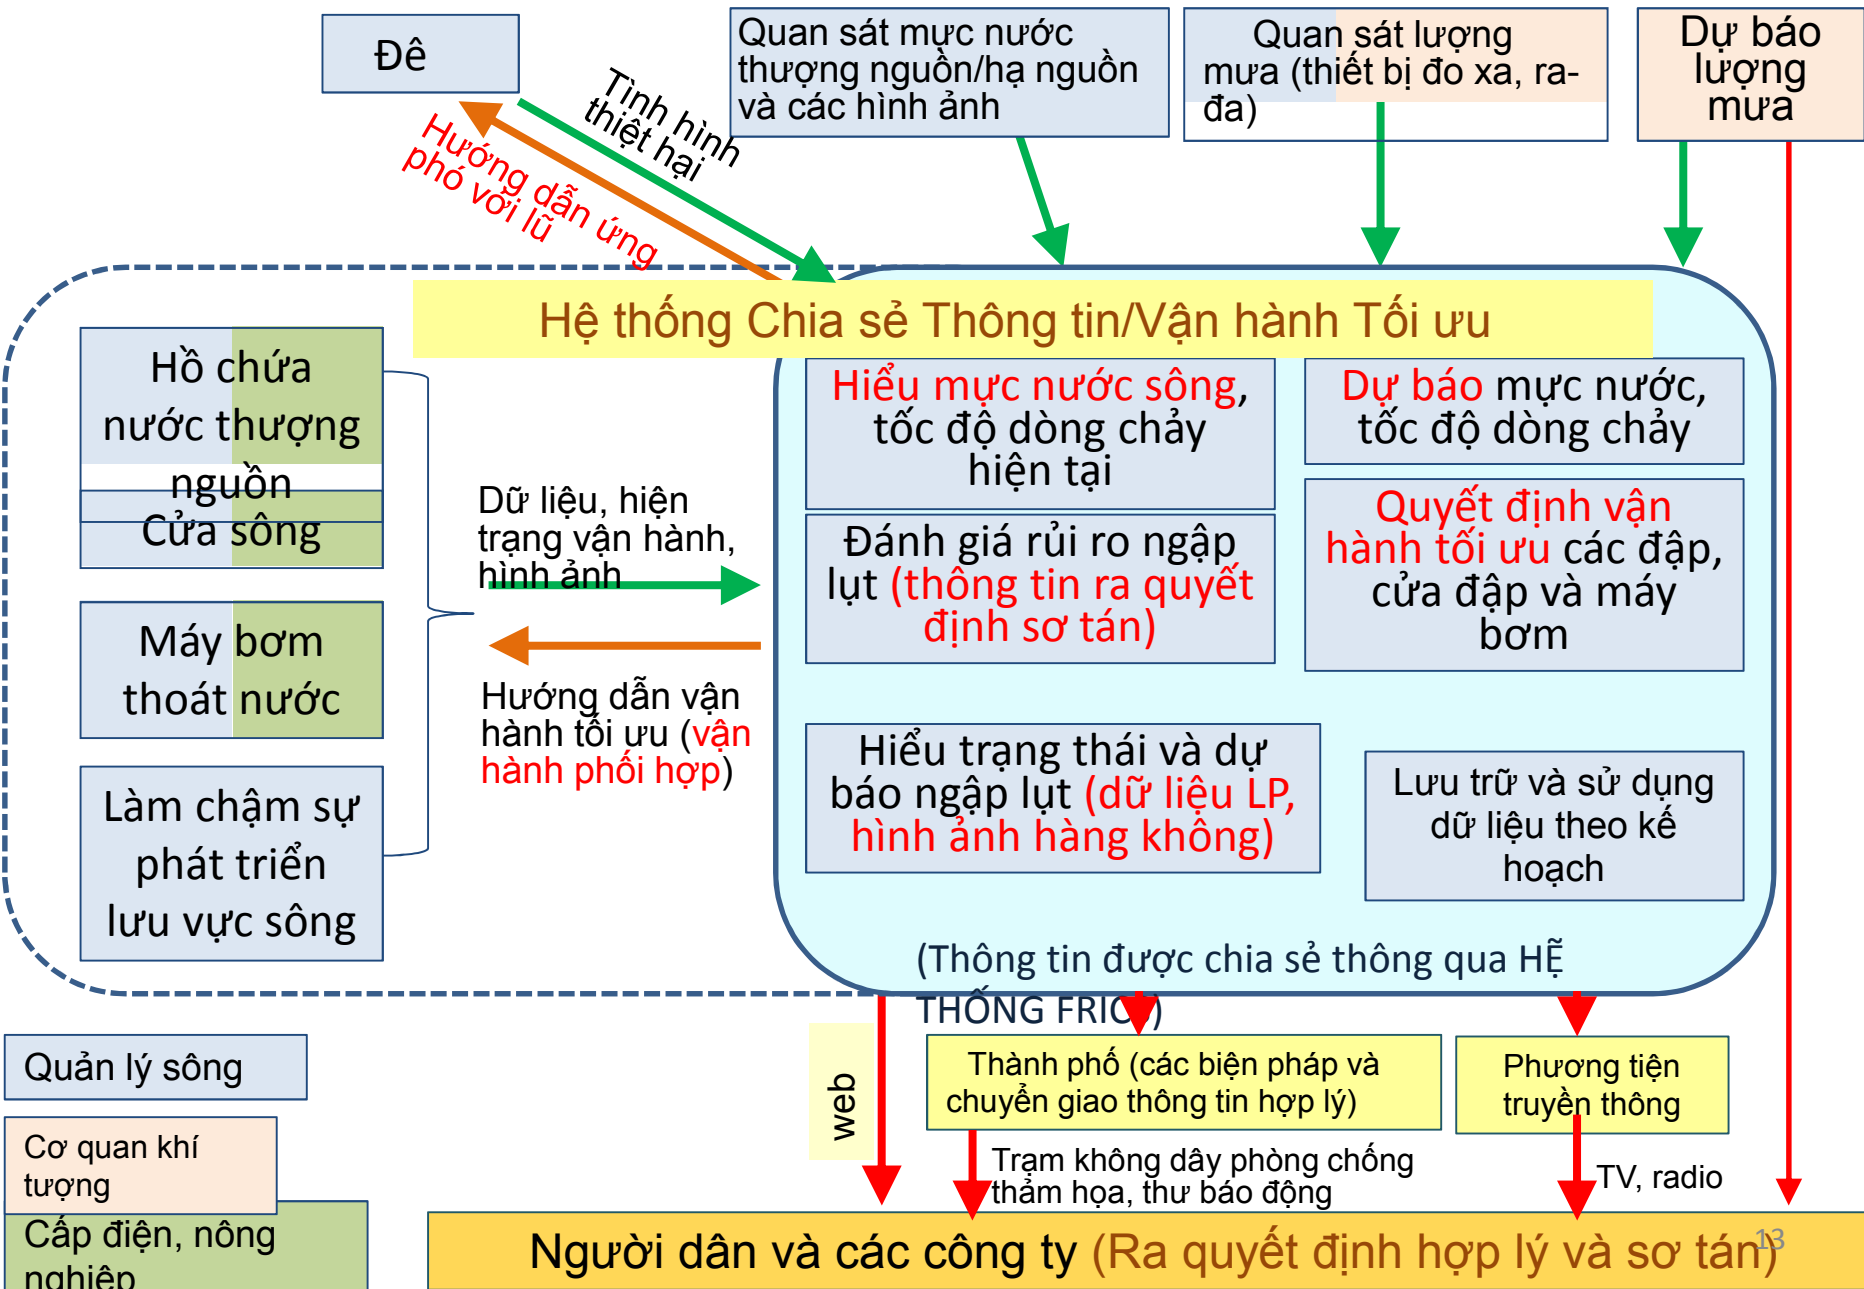 Đê
Quan sát mực nước
thượng nguồn/hạ nguồn
và các hình ảnh
Quan sát lượng
mưa (thiết bị đo xa, ra-
đa)
Dự báo
lượng
mưa
Tình hình
thiệt hại
Hướng dẫn ứng
phó với lũ
Hệ thống Chia sẻ Thông tin/Vận hành Tối ưu
Hồ chứa
nước thượng
nguồn
Cửa sông
Máy bơm
thoát nước
Làm chậm sự
phát triển
lưu vực sông
Dữ liệu, hiện
trạng vận hành,
hình ảnh
Hướng dẫn vận
hành tối ưu (vận
hành phối hợp)
Hiểu mực nước sông,
tốc độ dòng chảy
hiện tại
Dự báo mực nước,
tốc độ dòng chảy
Đánh giá rủi ro ngập
lụt (thông tin ra quyết
định sơ tán)
Quyết định vận
hành tối ưu các đập,
cửa đập và máy
bơm
Hiểu trạng thái và dự
báo ngập lụt (dữ liệu LP,
hình ảnh hàng không)
Lưu trữ và sử dụng
dữ liệu theo kế
hoạch
(Thông tin được chia sẻ thông qua HỆ̃
THỐNG
web
Thành phố (các biện pháp và
chuyển giao thông tin hợp lý)
Phương tiện
truyền thông
Trạm không dây phòng chống
thảm họa, thư báo động
TV, radio
Quản lý sông
Cơ quan khí
tượng
Cấp điện, nông
nghiệp
Người dân và các công ty (Ra quyết định hợp lý và sơ tán)
13